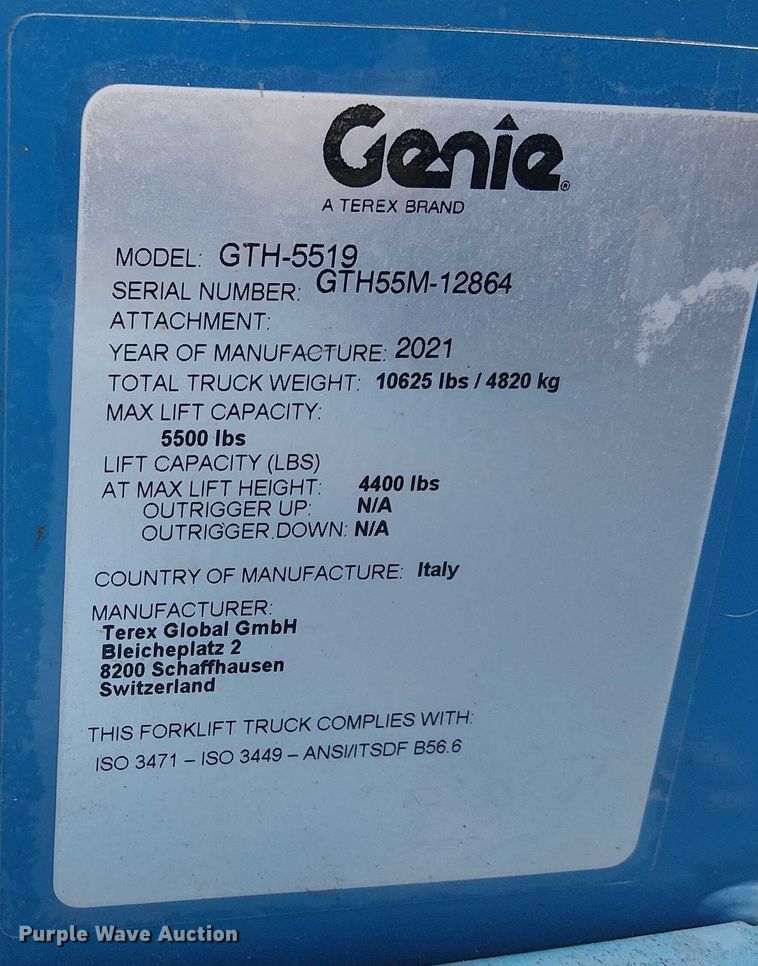 Genie®
A TEREX BRAND
MODEL: GTH-5519
SERIAL NUMBER: GTH55M-12864
ATTACHMENT:
YEAR OF MANUFACTURE: 2021
TOTAL TRUCK WEIGHT: 10625 lbs / 4820 kg
MAX LIFT CAPACITY:
5500 lbs
LIFT CAPACITY (LBS)
AT MAX LIFT HEIGHT: 4400 lbs
OUTRIGGER UP: N/A
OUTRIGGER DOWN: N/A
COUNTRY OF MANUFACTURE: Italy
MANUFACTURER:
Terex Global GmbH
Bleicheplatz 2
8200 Schaffhausen
Switzerland
THIS FORKLIFT TRUCK COMPLIES WITH:
ISO 3471 – ISO 3449 – ANSI/ITSDF B56.6
Purple Wave Auction